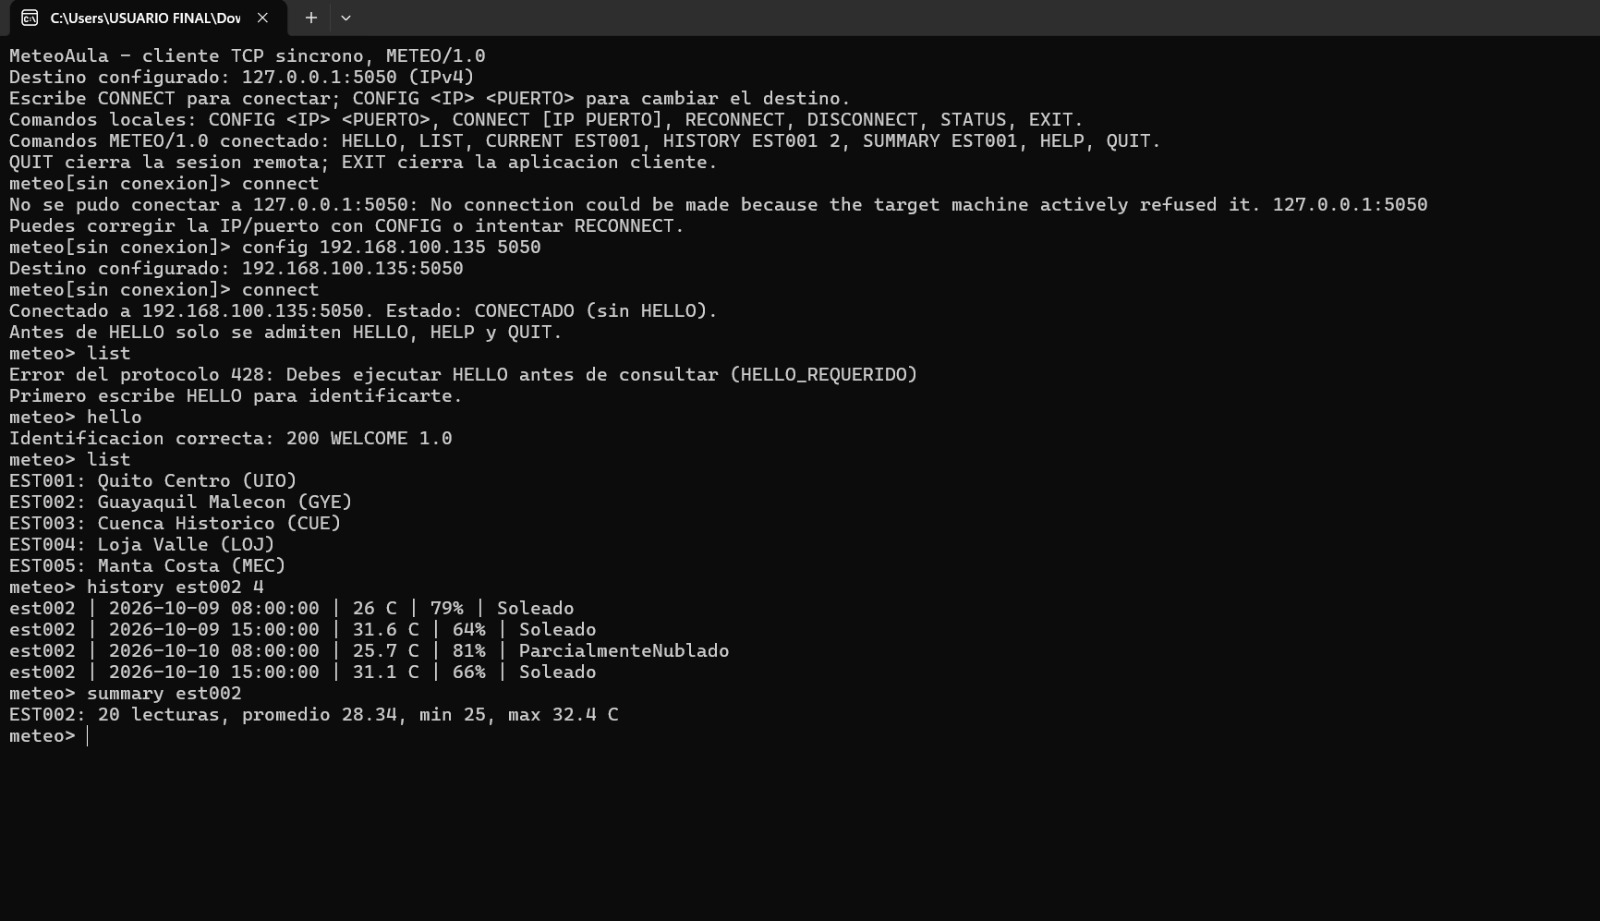 C:\Users\USUARIO FINAL\Dov
MeteoAula - cliente TCP sincrono, METEO/1.0
Destino configurado: 127.0.0.1:5050 (IPv4)
Escribe CONNECT para conectar; CONFIG <IP> <PUERTO> para cambiar el destino.
Comandos locales: CONFIG <IP> <PUERTO>, CONNECT [IP PUERTO], RECONNECT, DISCONNECT, STATUS, EXIT.
Comandos METEO/1.0 conectado: HELLO, LIST, CURRENT EST001, HISTORY EST001 2, SUMMARY EST001, HELP, QUIT.
QUIT cierra la sesion remota; EXIT cierra la aplicacion cliente.
meteo[sin conexion]> connect
No se pudo conectar a 127.0.0.1:5050: No connection could be made because the target machine actively refused it. 127.0.0.1:5050
Puedes corregir la IP/puerto con CONFIG o intentar RECONNECT.
meteo[sin conexion]> config 192.168.100.135 5050
Destino configurado: 192.168.100.135:5050
meteo[sin conexion]> connect
Conectado a 192.168.100.135:5050. Estado: CONECTADO (sin HELLO).
Antes de HELLO solo se admiten HELLO, HELP y QUIT.
meteo> list
Error del protocolo 428: Debes ejecutar HELLO antes de consultar (HELLO_REQUERIDO)
Primero escribe HELLO para identificarte.
meteo> hello
Identificacion correcta: 200 WELCOME 1.0
meteo> list
EST001: Quito Centro (UIO)
EST002: Guayaquil Malecon (GYE)
EST003: Cuenca Historico (CUE)
EST004: Loja Valle (LOJ)
EST005: Manta Costa (MEC)
meteo> history est002 4
est002 | 2026-10-09 08:00:00 | 26 C | 79% | Soleado
est002 | 2026-10-09 15:00:00 | 31.6 C | 64% | Soleado
est002 | 2026-10-10 08:00:00 | 25.7 C | 81% | ParcialmenteNublado
est002 | 2026-10-10 15:00:00 | 31.1 C | 66% | Soleado
meteo> summary est002
EST002: 20 lecturas, promedio 28.34, min 25, max 32.4 C
meteo>